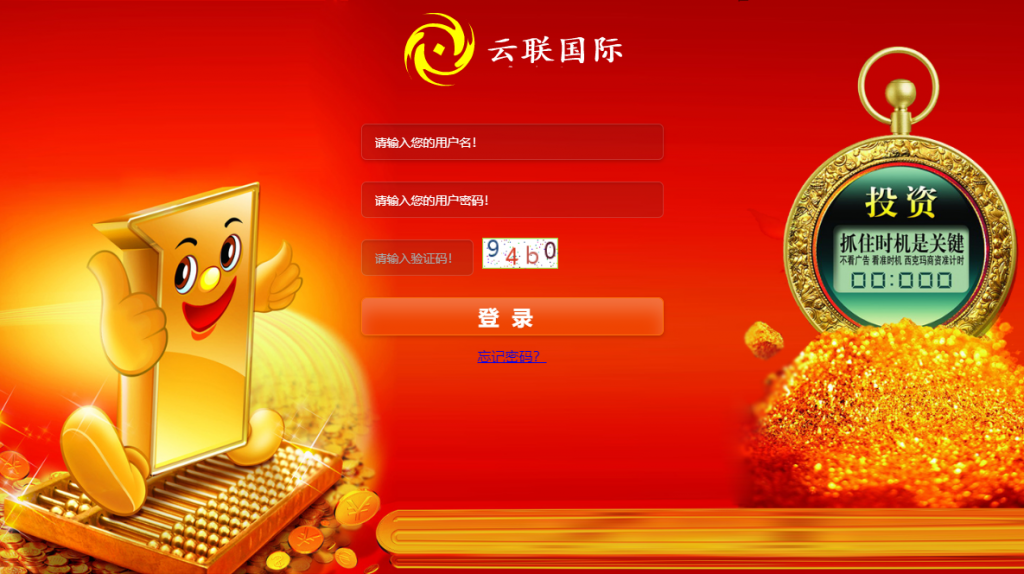 云联国际
请输入您的用户名！
请输入您的用户密码！
请输入验证码！
94b0
登录
忘记密码？
投资
抓住时机是关键
不看广告 看准时机 西克玛商资准计时
00:000